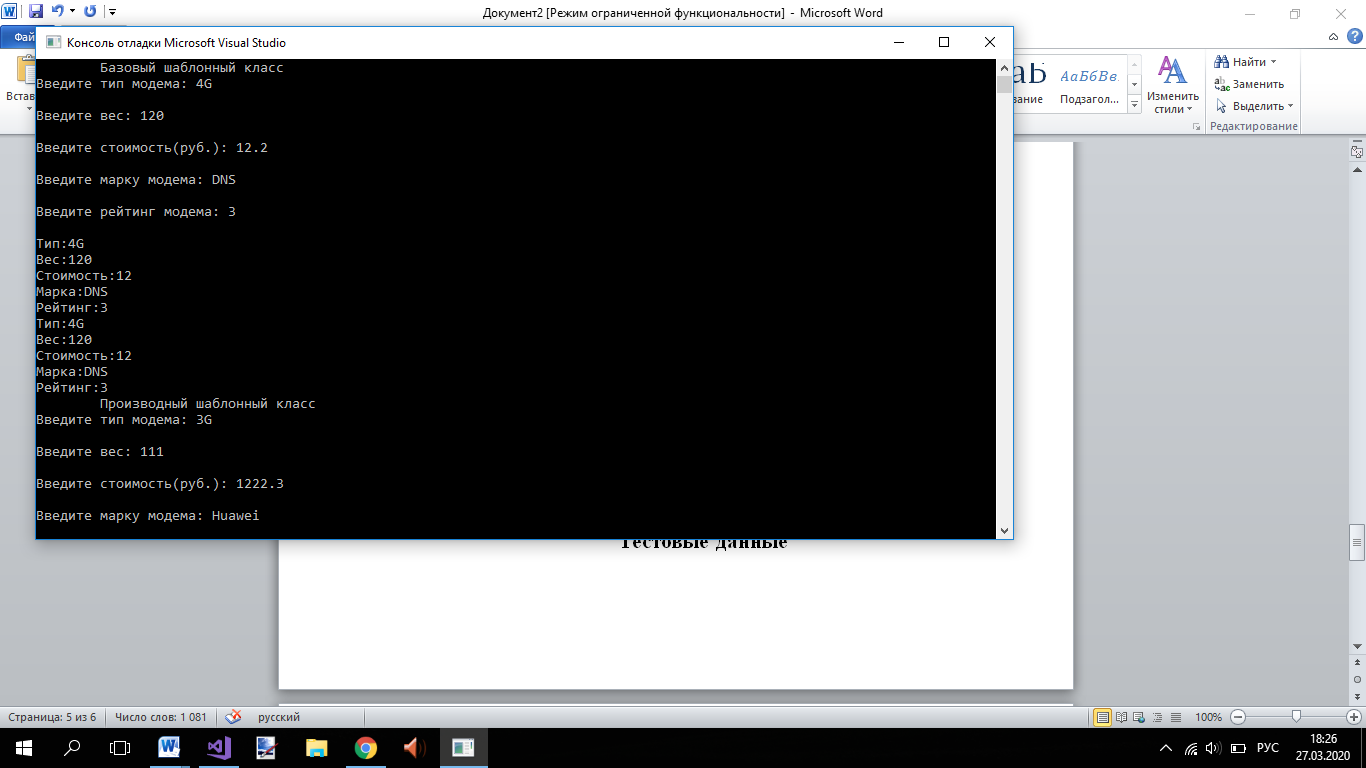 Документ2 [Режим ограниченной функциональности] - Microsoft Word
Фай
Консоль отладки Microsoft Visual Studio
Базовый шаблонный класс
Введите тип модема: 4G
Введите вес: 120
Введите стоимость(руб.): 12.2
Введите марку модема: DNS
Введите рейтинг модема: 3
Тип:4G
Вес:120
Стоимость:12
Марка:DNS
Рейтинг:3
Тип:4G
Вес:120
Стоимость:12
Марка:DNS
Рейтинг:3
Производный шаблонный класс
Введите тип модема: 3G
Введите вес: 111
Введите стоимость(руб.): 1222.3
Введите марку модема: Huawei
Встав
АаБбВв
ание
Подзагол...
Изменить
стили
Найти
Заменить
Выделить
Редактирование
Тестовые данные
Страница: 5 из 6
Число слов: 1 081
русский
100%
РУС
18:26
27.03.2020